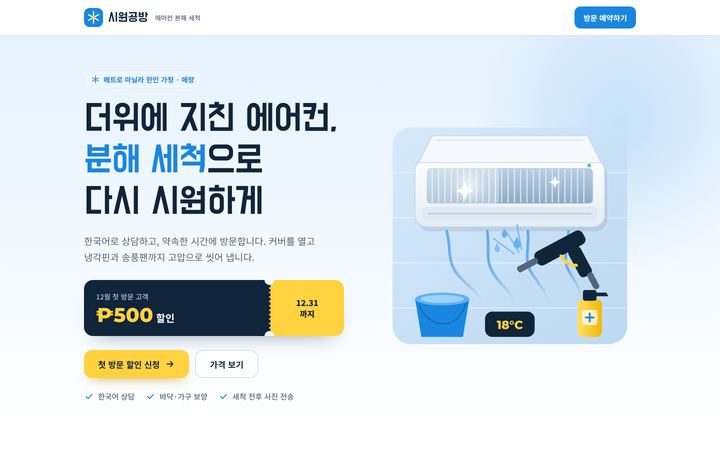 시원공방 에어컨 분해 세척
방문 예약하기
메트로 마닐라 한인 가정 · 매장
더위에 지친 에어컨,
분해 세척으로
다시 시원하게
한국어로 상담하고, 약속한 시간에 방문합니다. 커버를 열고
냉각핀과 송풍팬까지 고압으로 씻어 냅니다.
12월 첫 방문 고객
₱500 할인
12.31
까지
18°C
첫 방문 할인 신청 →
가격 보기
한국어 상담
바닥·가구 보양
세척 전후 사진 전송